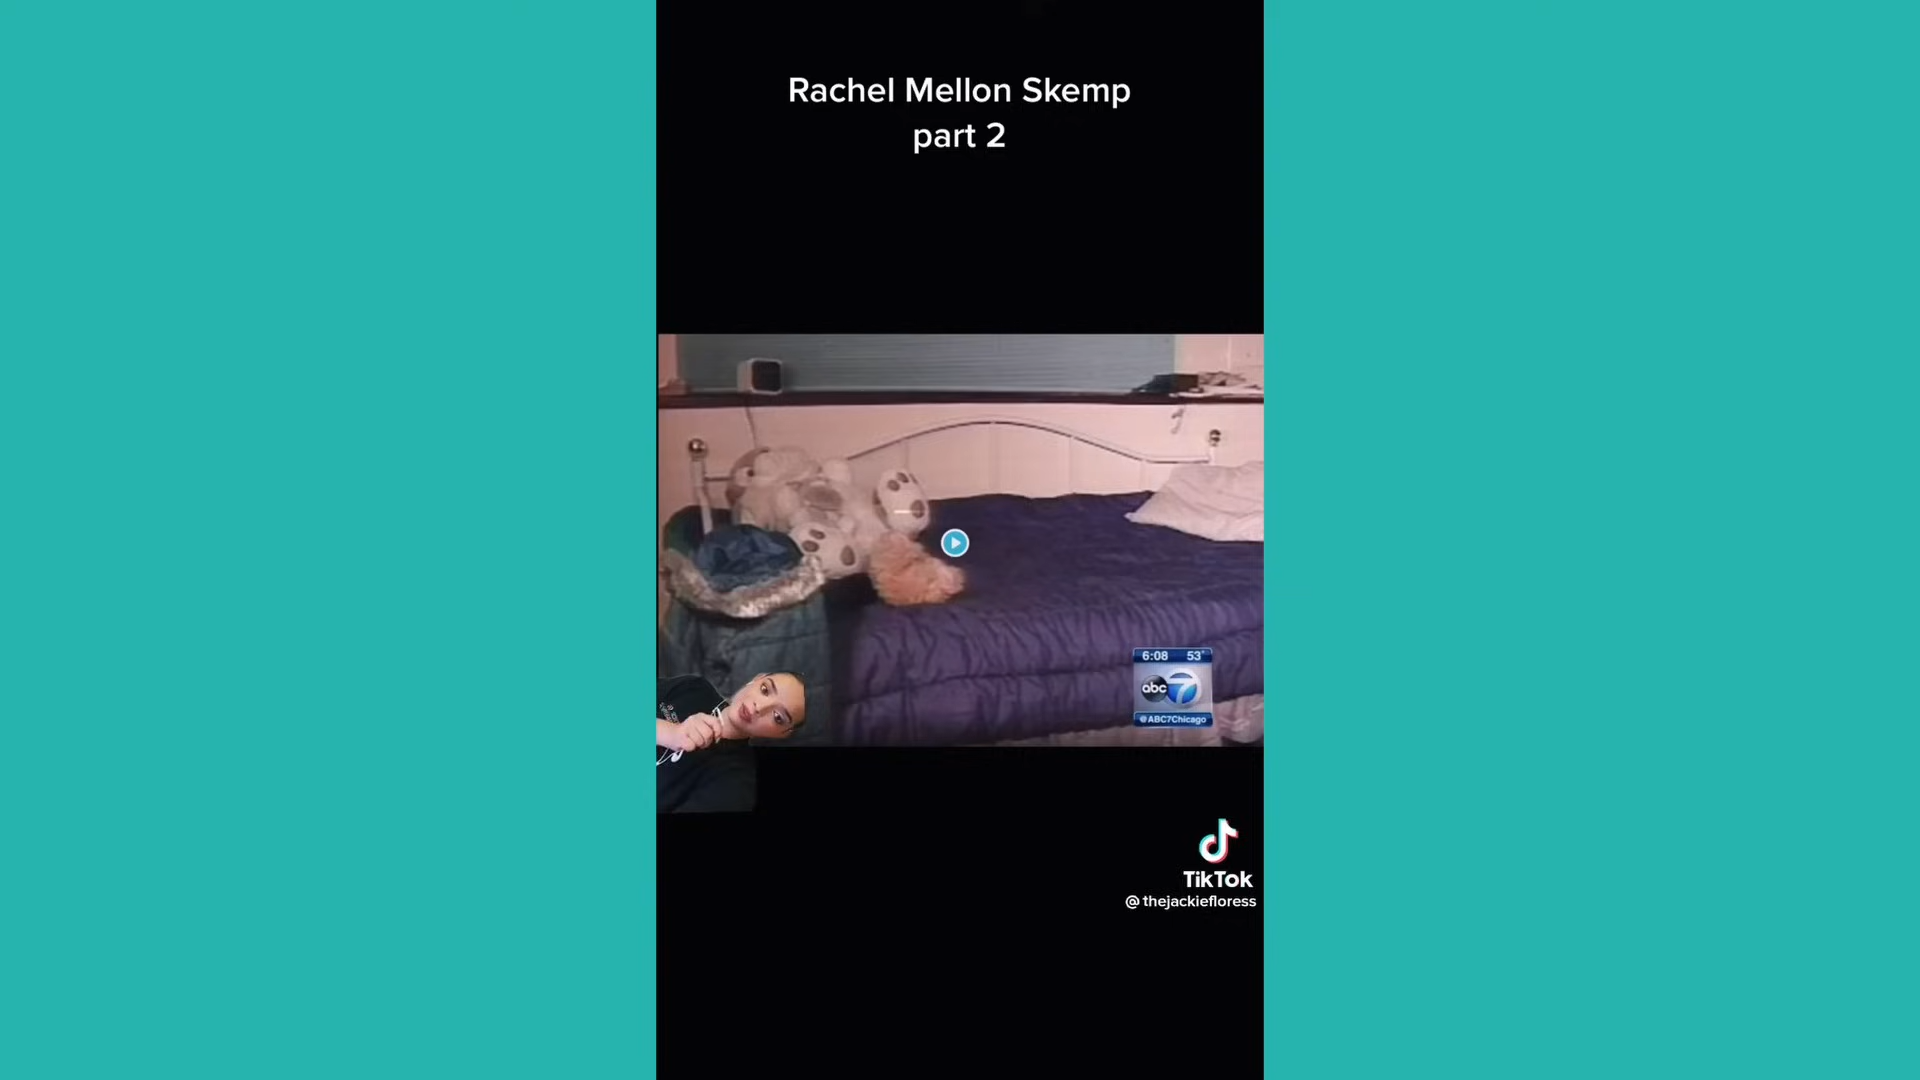 Rachel Mellon Skemp
part 2
6:08 53°
abc 7
@ABC7Chicago
TikTok
@thejackiefloress